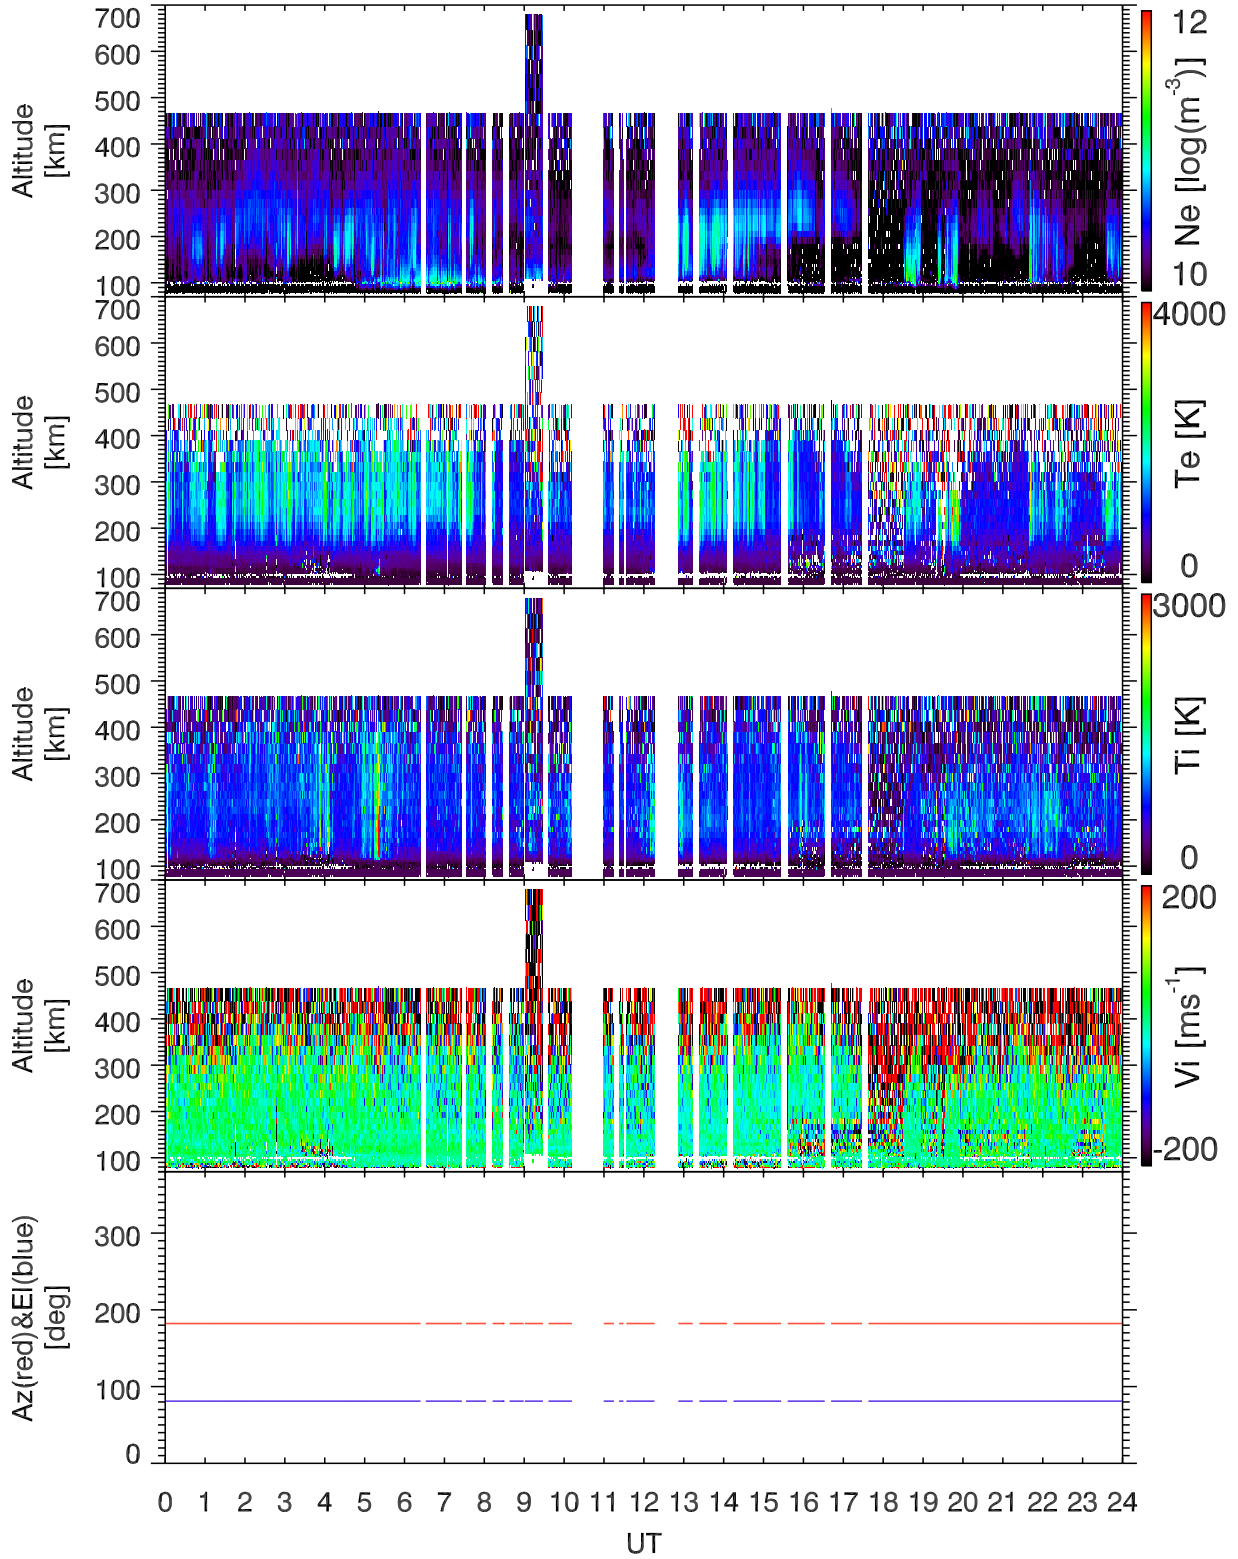 700
600
500
400
300
200
100
Altitude
[km]
12
10
Ne [log(m⁻³)]
700
600
500
400
300
200
100
Altitude
[km]
4000
0
Te [K]
700
600
500
400
300
200
100
Altitude
[km]
3000
0
Ti [K]
700
600
500
400
300
200
100
Altitude
[km]
200
-200
Vi [ms⁻¹]
300
200
100
0
Az(red)&El(blue)
[deg]
0 1 2 3 4 5 6 7 8 9 10 11 12 13 14 15 16 17 18 19 20 21 22 23 24
UT